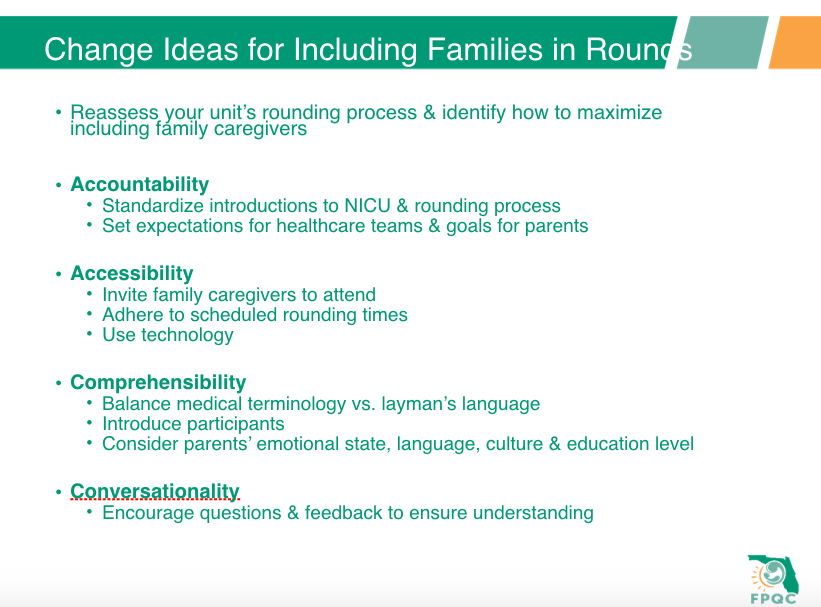 Change Ideas for Including Families in Rounds
• Reassess your unit’s rounding process & identify how to maximize
including family caregivers
• Accountability
• Standardize introductions to NICU & rounding process
• Set expectations for healthcare teams & goals for parents
• Accessibility
• Invite family caregivers to attend
• Adhere to scheduled rounding times
• Use technology
• Comprehensibility
• Balance medical terminology vs. layman’s language
• Introduce participants
• Consider parents’ emotional state, language, culture & education level
• Conversationality
• Encourage questions & feedback to ensure understanding
FPQC